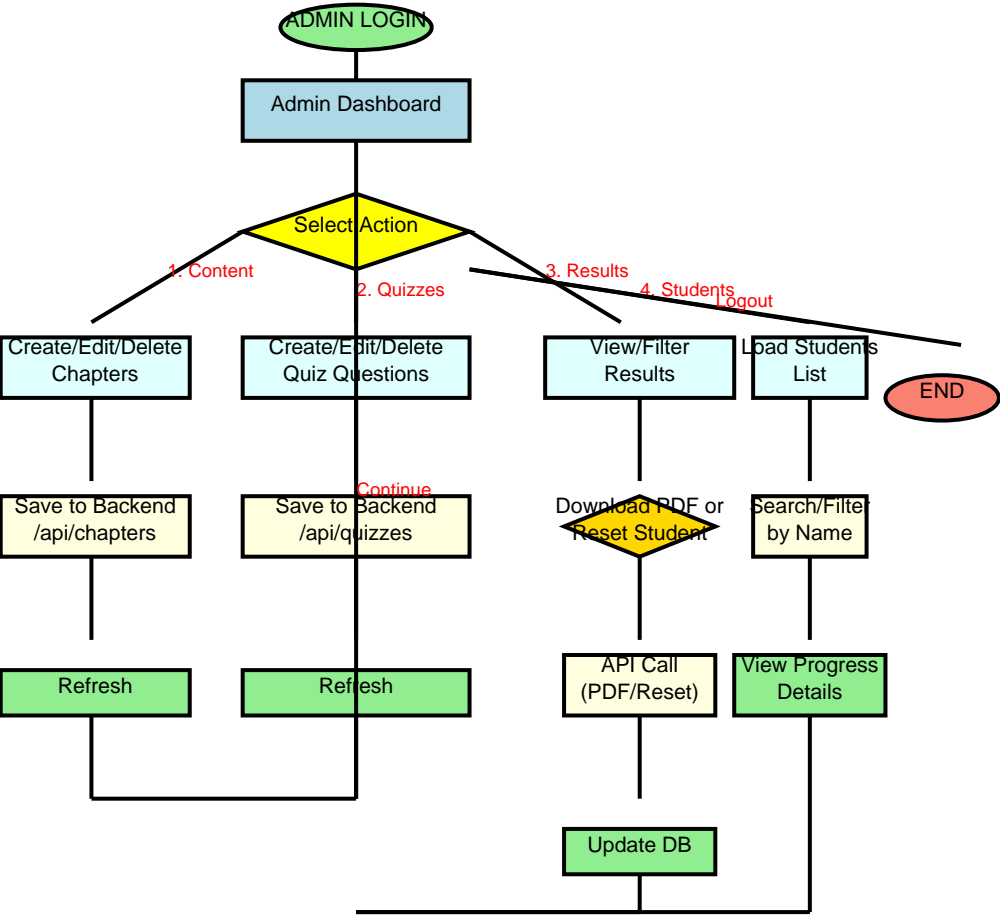 ADMIN LOGIN
Admin Dashboard
Select Action
1. Content
2. Quizzes
3. Results
4. Students
Logout
Create/Edit/Delete
Chapters
Create/Edit/Delete
Quiz Questions
View/Filter
Results
Load Students
List
END
Continue
Save to Backend
/api/chapters
Save to Backend
/api/quizzes
Download PDF or
Reset Student
Search/Filter
by Name
Refresh
Refresh
API Call
(PDF/Reset)
View Progress
Details
Update DB